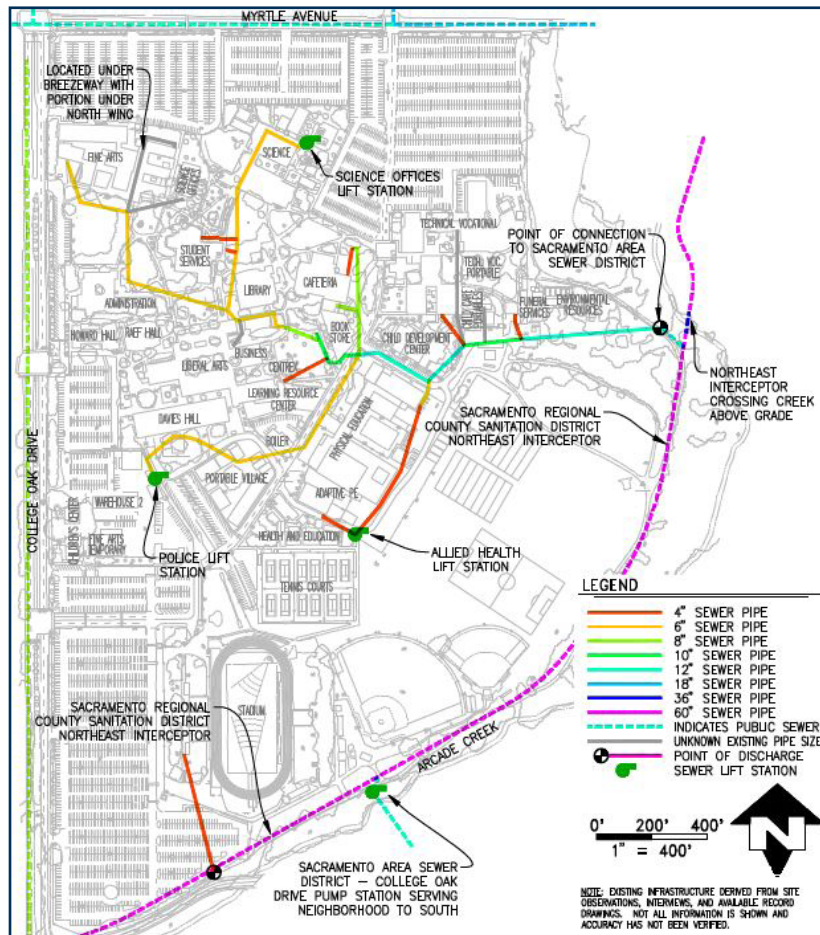 MYRTLE AVENUE
LOCATED UNDER
BREEZEWAY WITH
PORTION UNDER
NORTH WING
FINE ARTS
SCIENCE
OFFICES
SCIENCE
SCIENCE OFFICES
LIFT STATION
TECHNICAL VOCATIONAL
POINT OF CONNECTION
TO SACRAMENTO AREA
SEWER DISTRICT
STUDENT
SERVICES
LIBRARY
CAFETERIA
TECH. VOC.
PORTABLE
CHILD CARE
PORTABLES
FUNERAL
SERVICES
ENVIRONMENTAL
RESOURCES
ADMINISTRATION
HOWARD HALL
RAEF HALL
BOOK
STORE
CHILD DEVELOPMENT
CENTER
BUSINESS
LIBERAL ARTS
CENTREX
LEARNING RESOURCE
CENTER
NORTHEAST
INTERCEPTOR
CROSSING CREEK
ABOVE GRADE
SACRAMENTO REGIONAL
COUNTY SANITATION DISTRICT
NORTHEAST INTERCEPTOR
DAVIES HALL
BOILER
PHYSICAL EDUCATION
COLLEGE OAK DRIVE
PORTABLE VILLAGE
ADAPTIVE PE
CHILDREN'S CENTER
WAREHOUSE 2
FINE ARTS
TEMPORARY
POLICE LIFT
STATION
HEALTH AND EDUCATION
ALLIED HEALTH
LIFT STATION
TENNIS COURTS
LEGEND
4" SEWER PIPE
6" SEWER PIPE
8" SEWER PIPE
10" SEWER PIPE
12" SEWER PIPE
18" SEWER PIPE
36" SEWER PIPE
60" SEWER PIPE
INDICATES PUBLIC SEWER
UNKNOWN EXISTING PIPE SIZE
POINT OF DISCHARGE
SEWER LIFT STATION
SACRAMENTO REGIONAL
COUNTY SANITATION DISTRICT
NORTHEAST INTERCEPTOR
STADIUM
ARCADE CREEK
0' 200' 400'
1" = 400'
N
SACRAMENTO AREA SEWER
DISTRICT – COLLEGE OAK
DRIVE PUMP STATION SERVING
NEIGHBORHOOD TO SOUTH
NOTE: EXISTING INFRASTRUCTURE DERIVED FROM SITE
OBSERVATIONS, INTERVIEWS, AND AVAILABLE RECORD
DRAWINGS. NOT ALL INFORMATION IS SHOWN AND
ACCURACY HAS NOT BEEN VERIFIED.